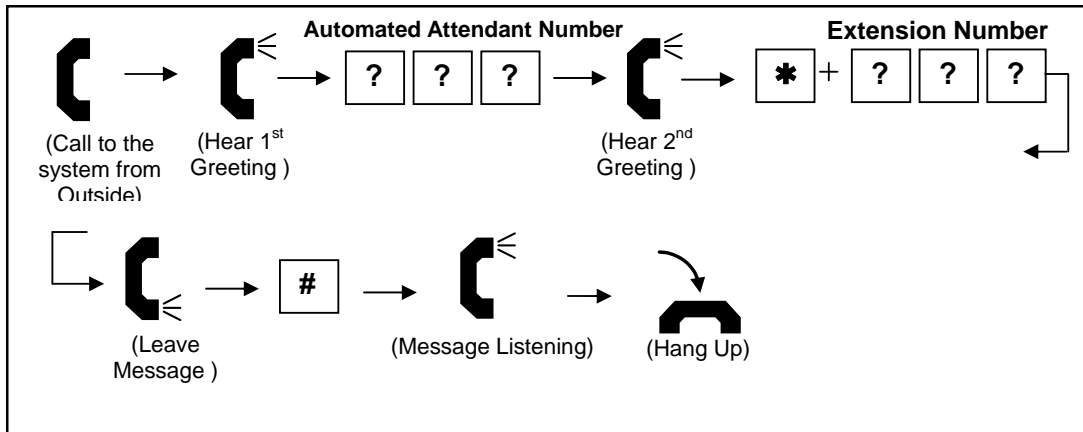 Automated Attendant Number
Extension Number
? ? ? * + ? ? ?
(Call to the
system from
Outside)
(Hear 1st
Greeting )
(Hear 2nd
Greeting )
#
(Leave
Message )
(Message Listening)
(Hang Up)